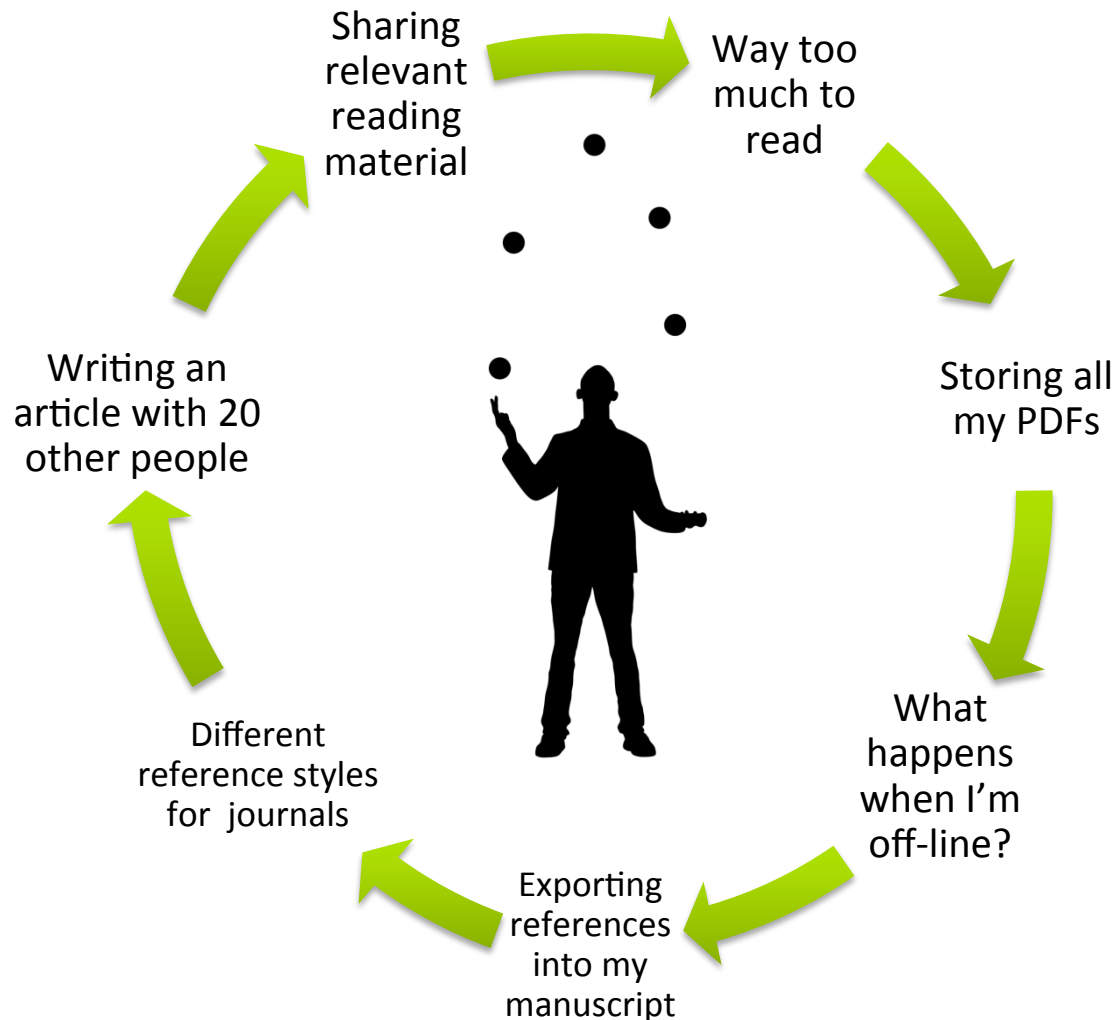 Sharing
relevant
reading
material
Way too
much to
read
Storing all
my PDFs
What
happens
when I’m
off-line?
Exporting
references
into my
manuscript
Different
reference styles
for journals
Writing an
article with 20
other people